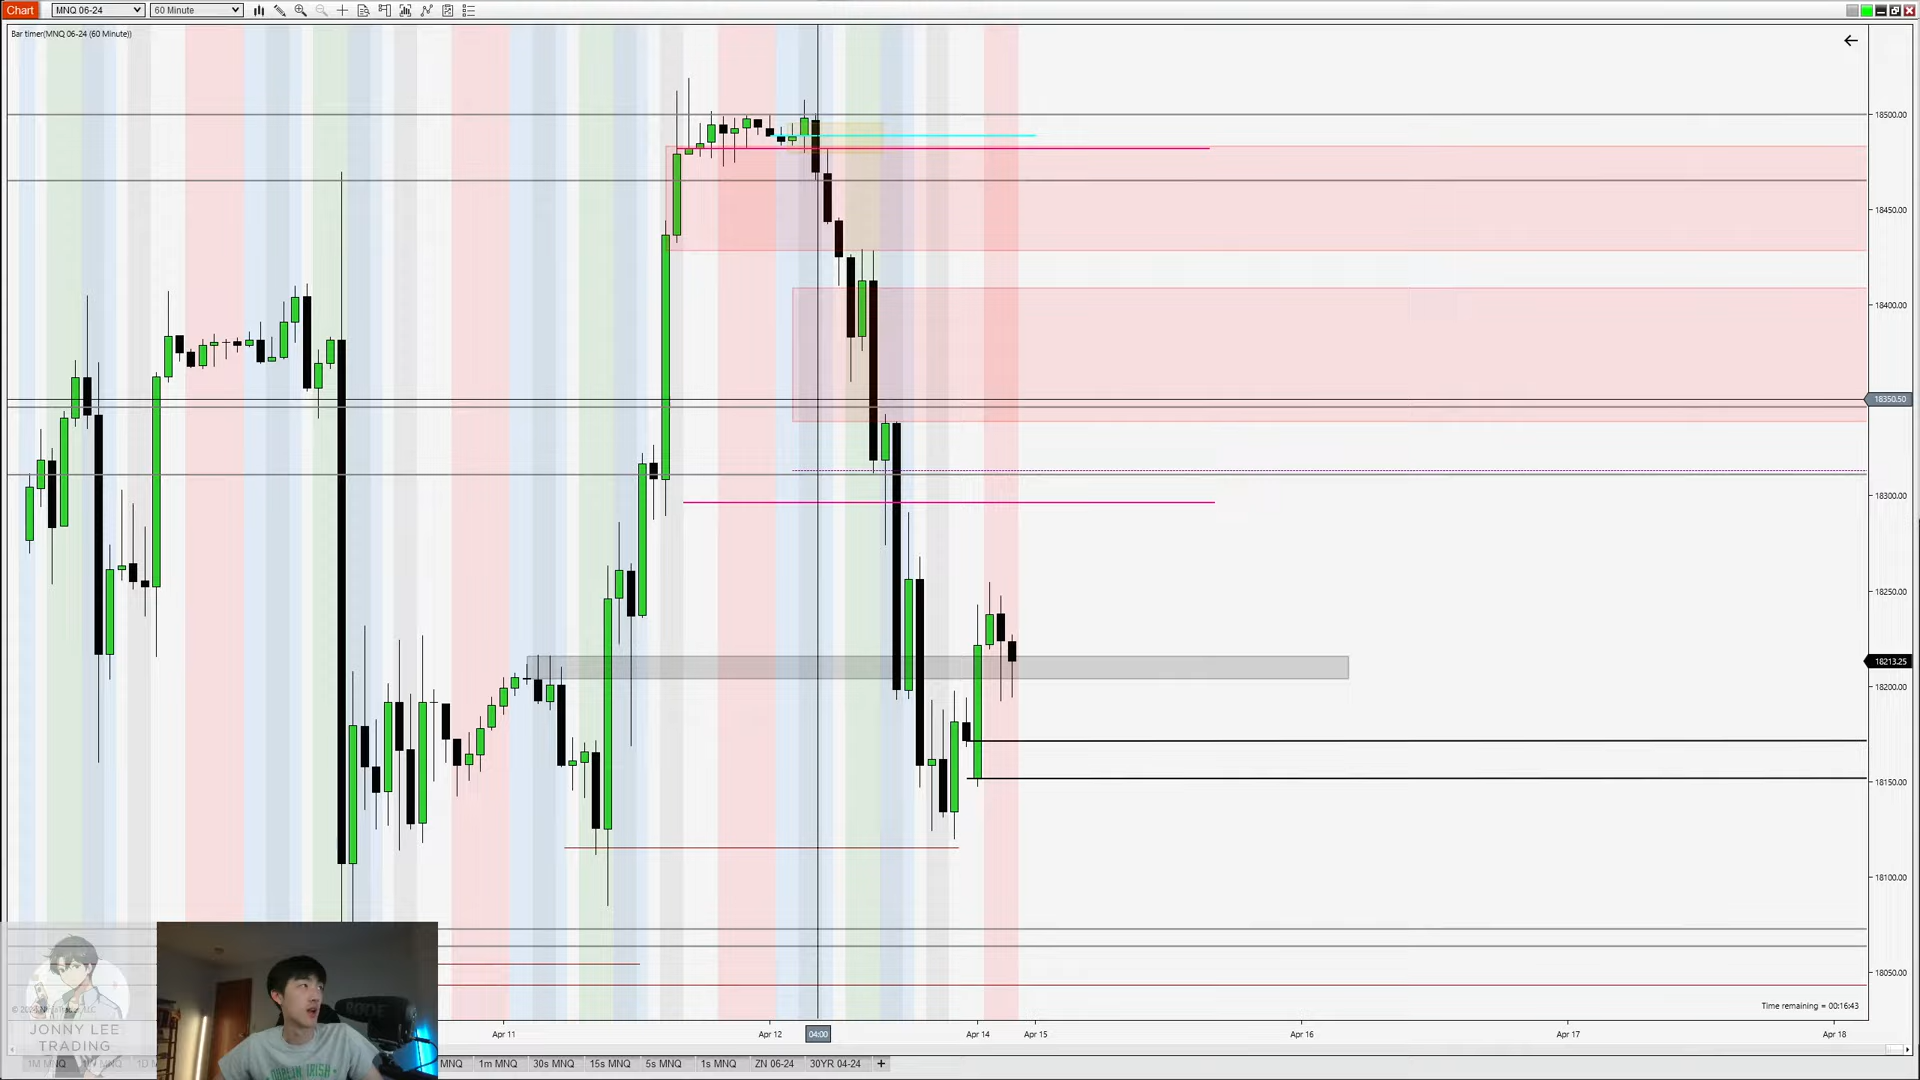 Chart MNQ 06-24 60 Minute
Bar timer(MNQ 06-24 (60 Minute))
18500.00
18450.00
18400.00
18350.50
18300.00
18250.00
18213.25
18200.00
18150.00
18100.00
18050.00
Time remaining = 00:16:43
JONNY LEE
TRADING
DUBLIN IRISH
Apr 11
Apr 12
04:00
Apr 14
Apr 15
Apr 16
Apr 17
Apr 18
MNQ
1m MNQ
30s MNQ
15s MNQ
5s MNQ
1s MNQ
ZN 06-24
30YR 04-24
+